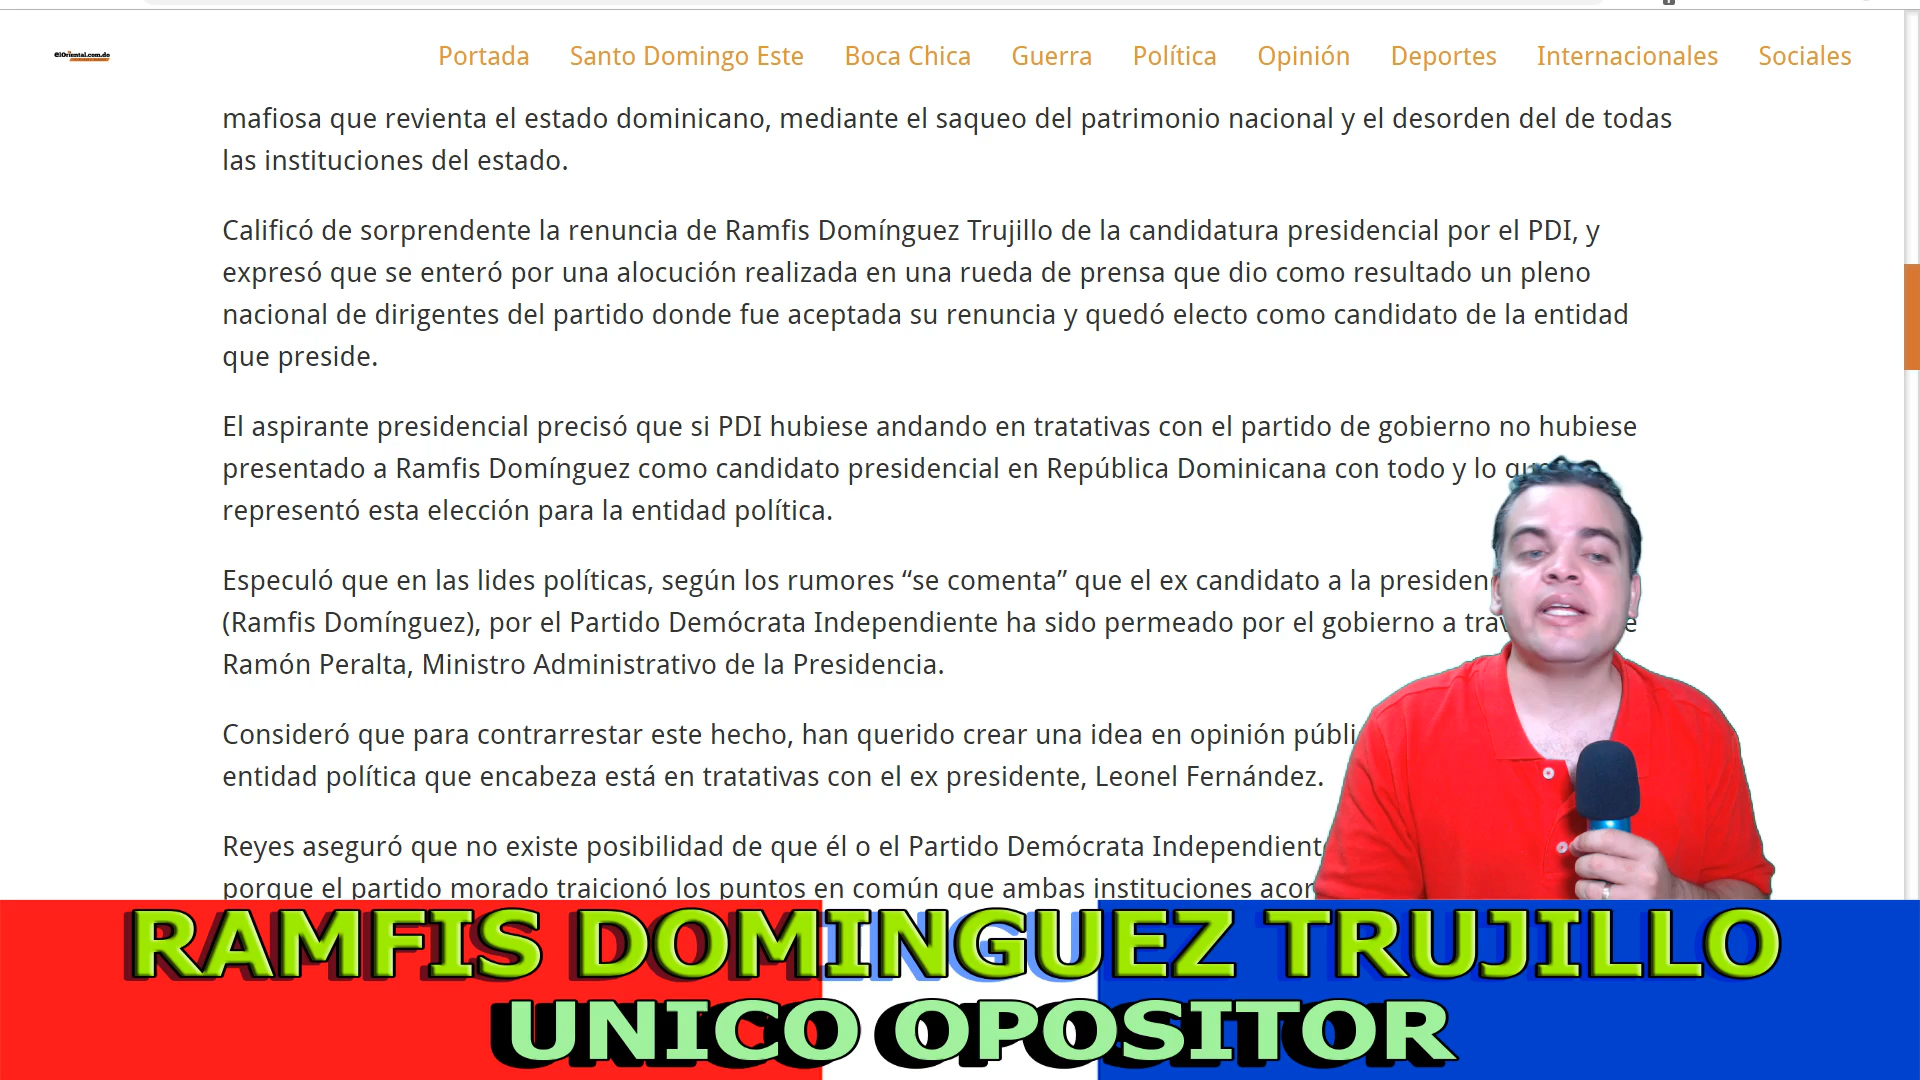 elOriental.com.do
Portada Santo Domingo Este Boca Chica Guerra Política Opinión Deportes Internacionales Sociales
mafiosa que revienta el estado dominicano, mediante el saqueo del patrimonio nacional y el desorden del de todas
las instituciones del estado.
Calificó de sorprendente la renuncia de Ramfis Domínguez Trujillo de la candidatura presidencial por el PDI, y
expresó que se enteró por una alocución realizada en una rueda de prensa que dio como resultado un pleno
nacional de dirigentes del partido donde fue aceptada su renuncia y quedó electo como candidato de la entidad
que preside.
El aspirante presidencial precisó que si PDI hubiese andando en tratativas con el partido de gobierno no hubiese
presentado a Ramfis Domínguez como candidato presidencial en República Dominicana con todo y lo
representó esta elección para la entidad política.
Especuló que en las lides políticas, según los rumores “se comenta” que el ex candidato a la
(Ramfis Domínguez), por el Partido Demócrata Independiente ha sido permeado por el gobierno a
Ramón Peralta, Ministro Administrativo de la Presidencia.
Consideró que para contrarrestar este hecho, han querido crear una idea en opinión
entidad política que encabeza está en tratativas con el ex presidente, Leonel Fernández.
Reyes aseguró que no existe posibilidad de que él o el Partido Demócrata
porque el partido morado traicionó los puntos en común que ambas instituciones
RAMFIS DOMINGUEZ TRUJILLO
UNICO OPOSITOR